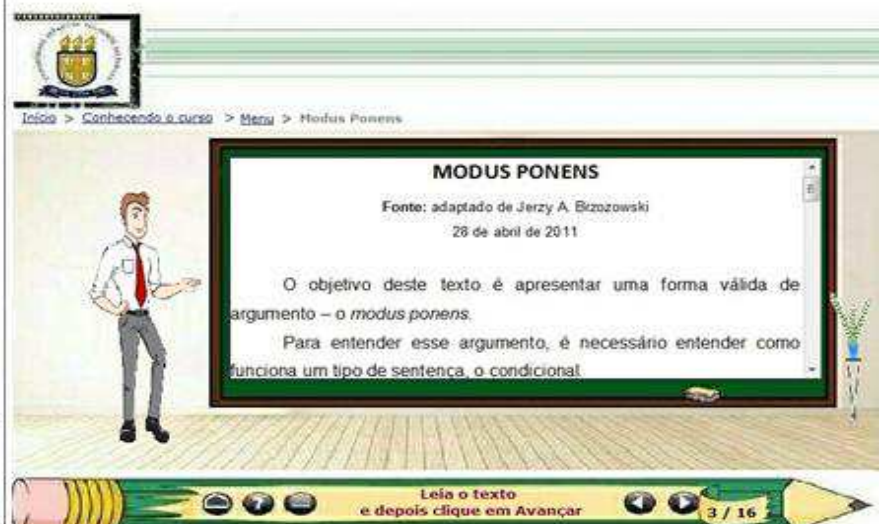 Início > Conhecendo o curso > Menu > Modus Ponens
MODUS PONENS
Fonte: adaptado de Jerzy A. Brzozowski
28 de abril de 2011
O objetivo deste texto é apresentar uma forma válida de
argumento – o modus ponens.
Para entender esse argumento, é necessário entender como
funciona um tipo de sentença, o condicional
Leia o texto
e depois clique em Avançar
3 / 16